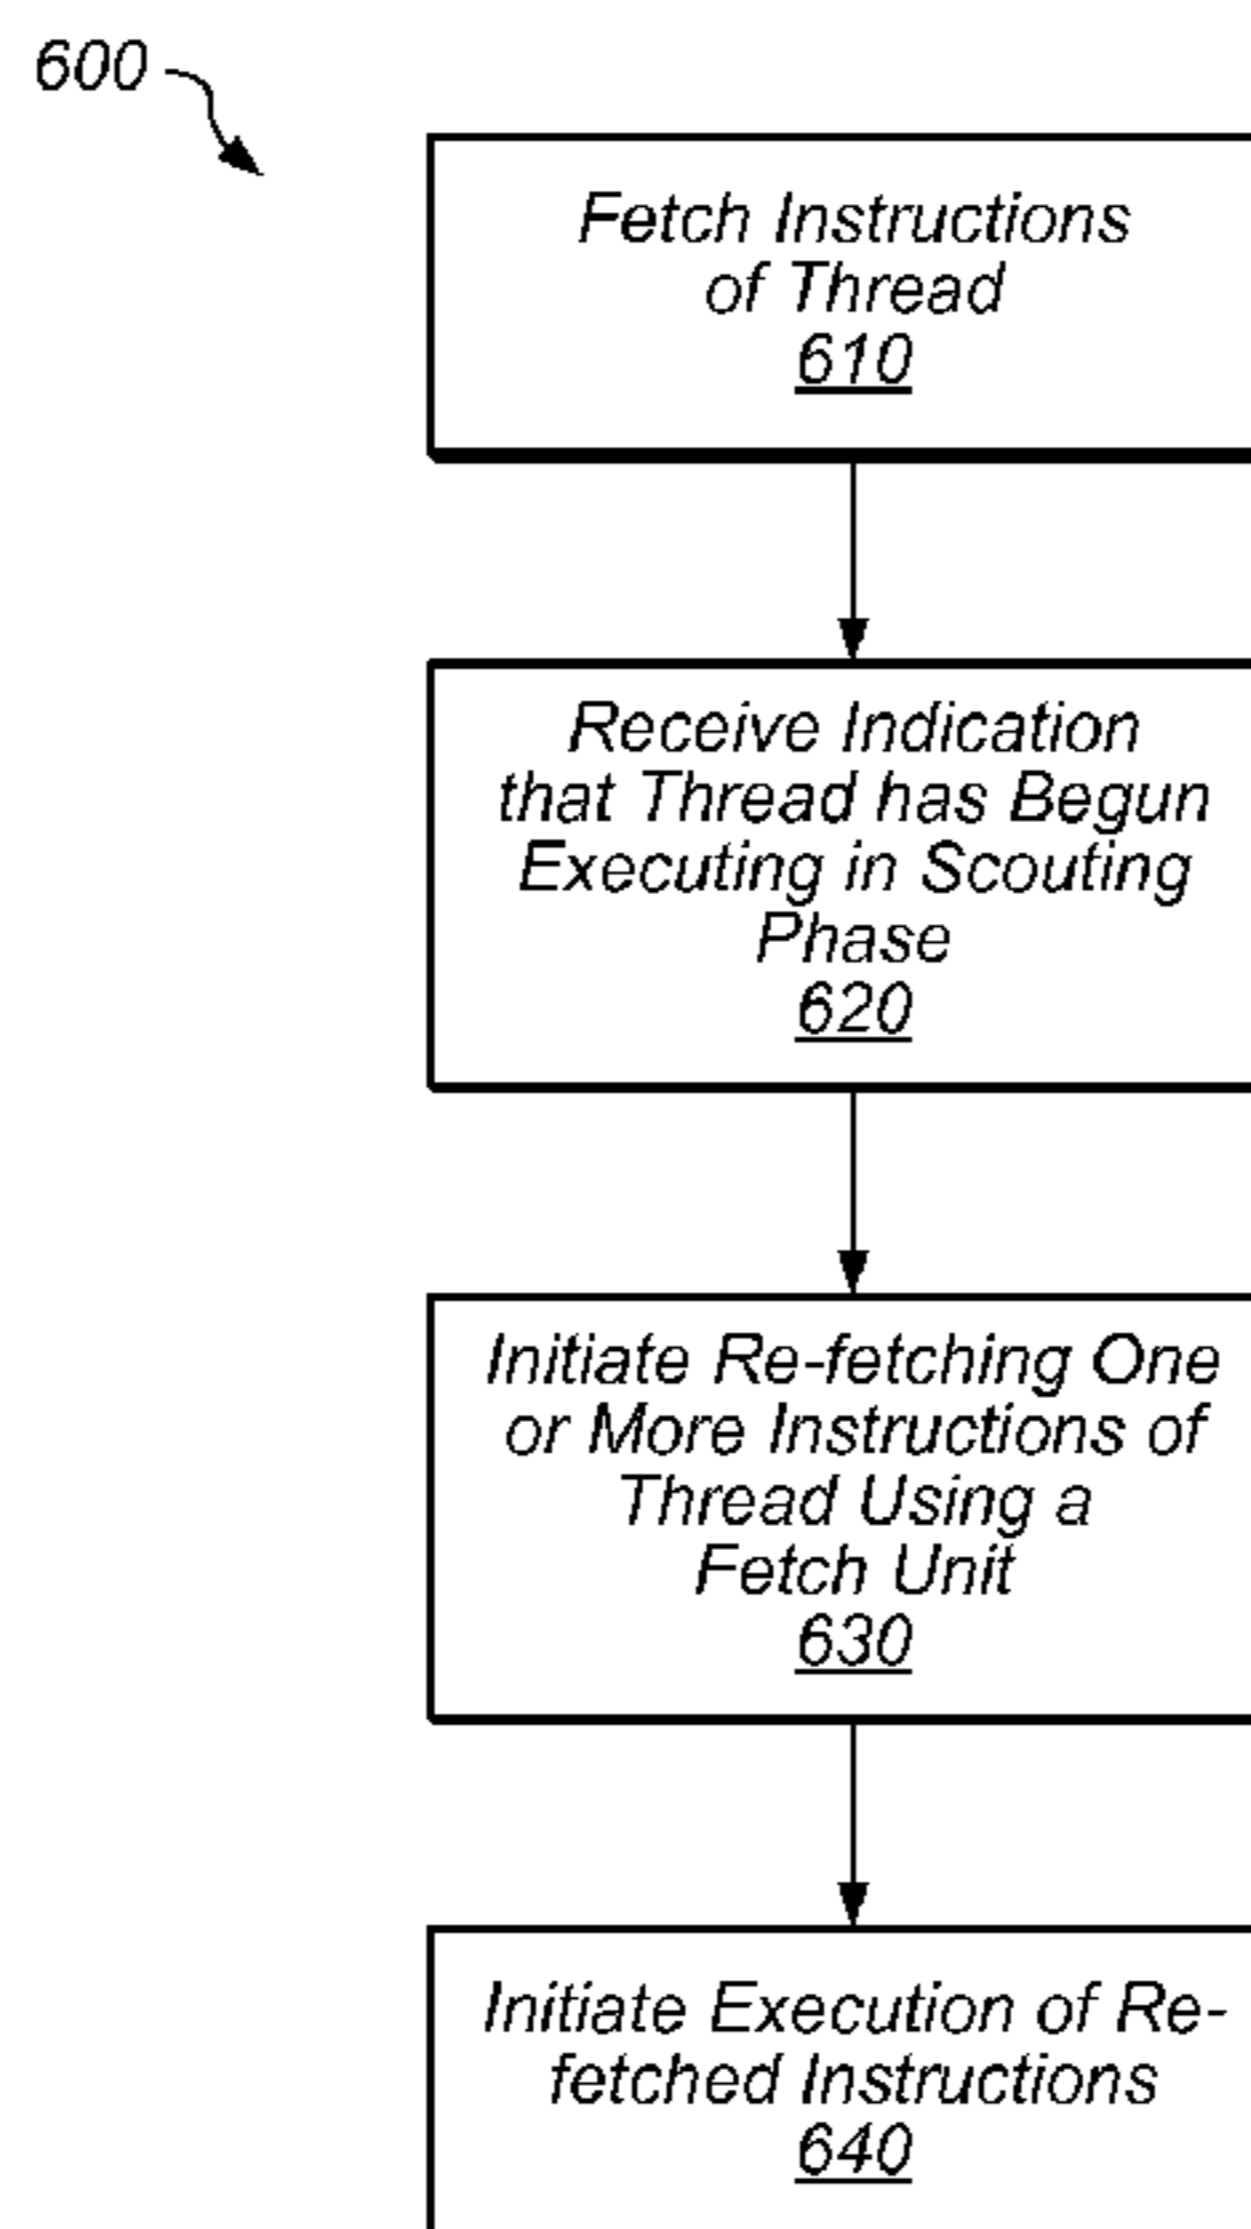 600
Fetch Instructions
of Thread
610
Receive Indication
that Thread has Begun
Executing in Scouting
Phase
620
Initiate Re-fetching One
or More Instructions of
Thread Using a
Fetch Unit
630
Initiate Execution of Re-
fetched Instructions
640